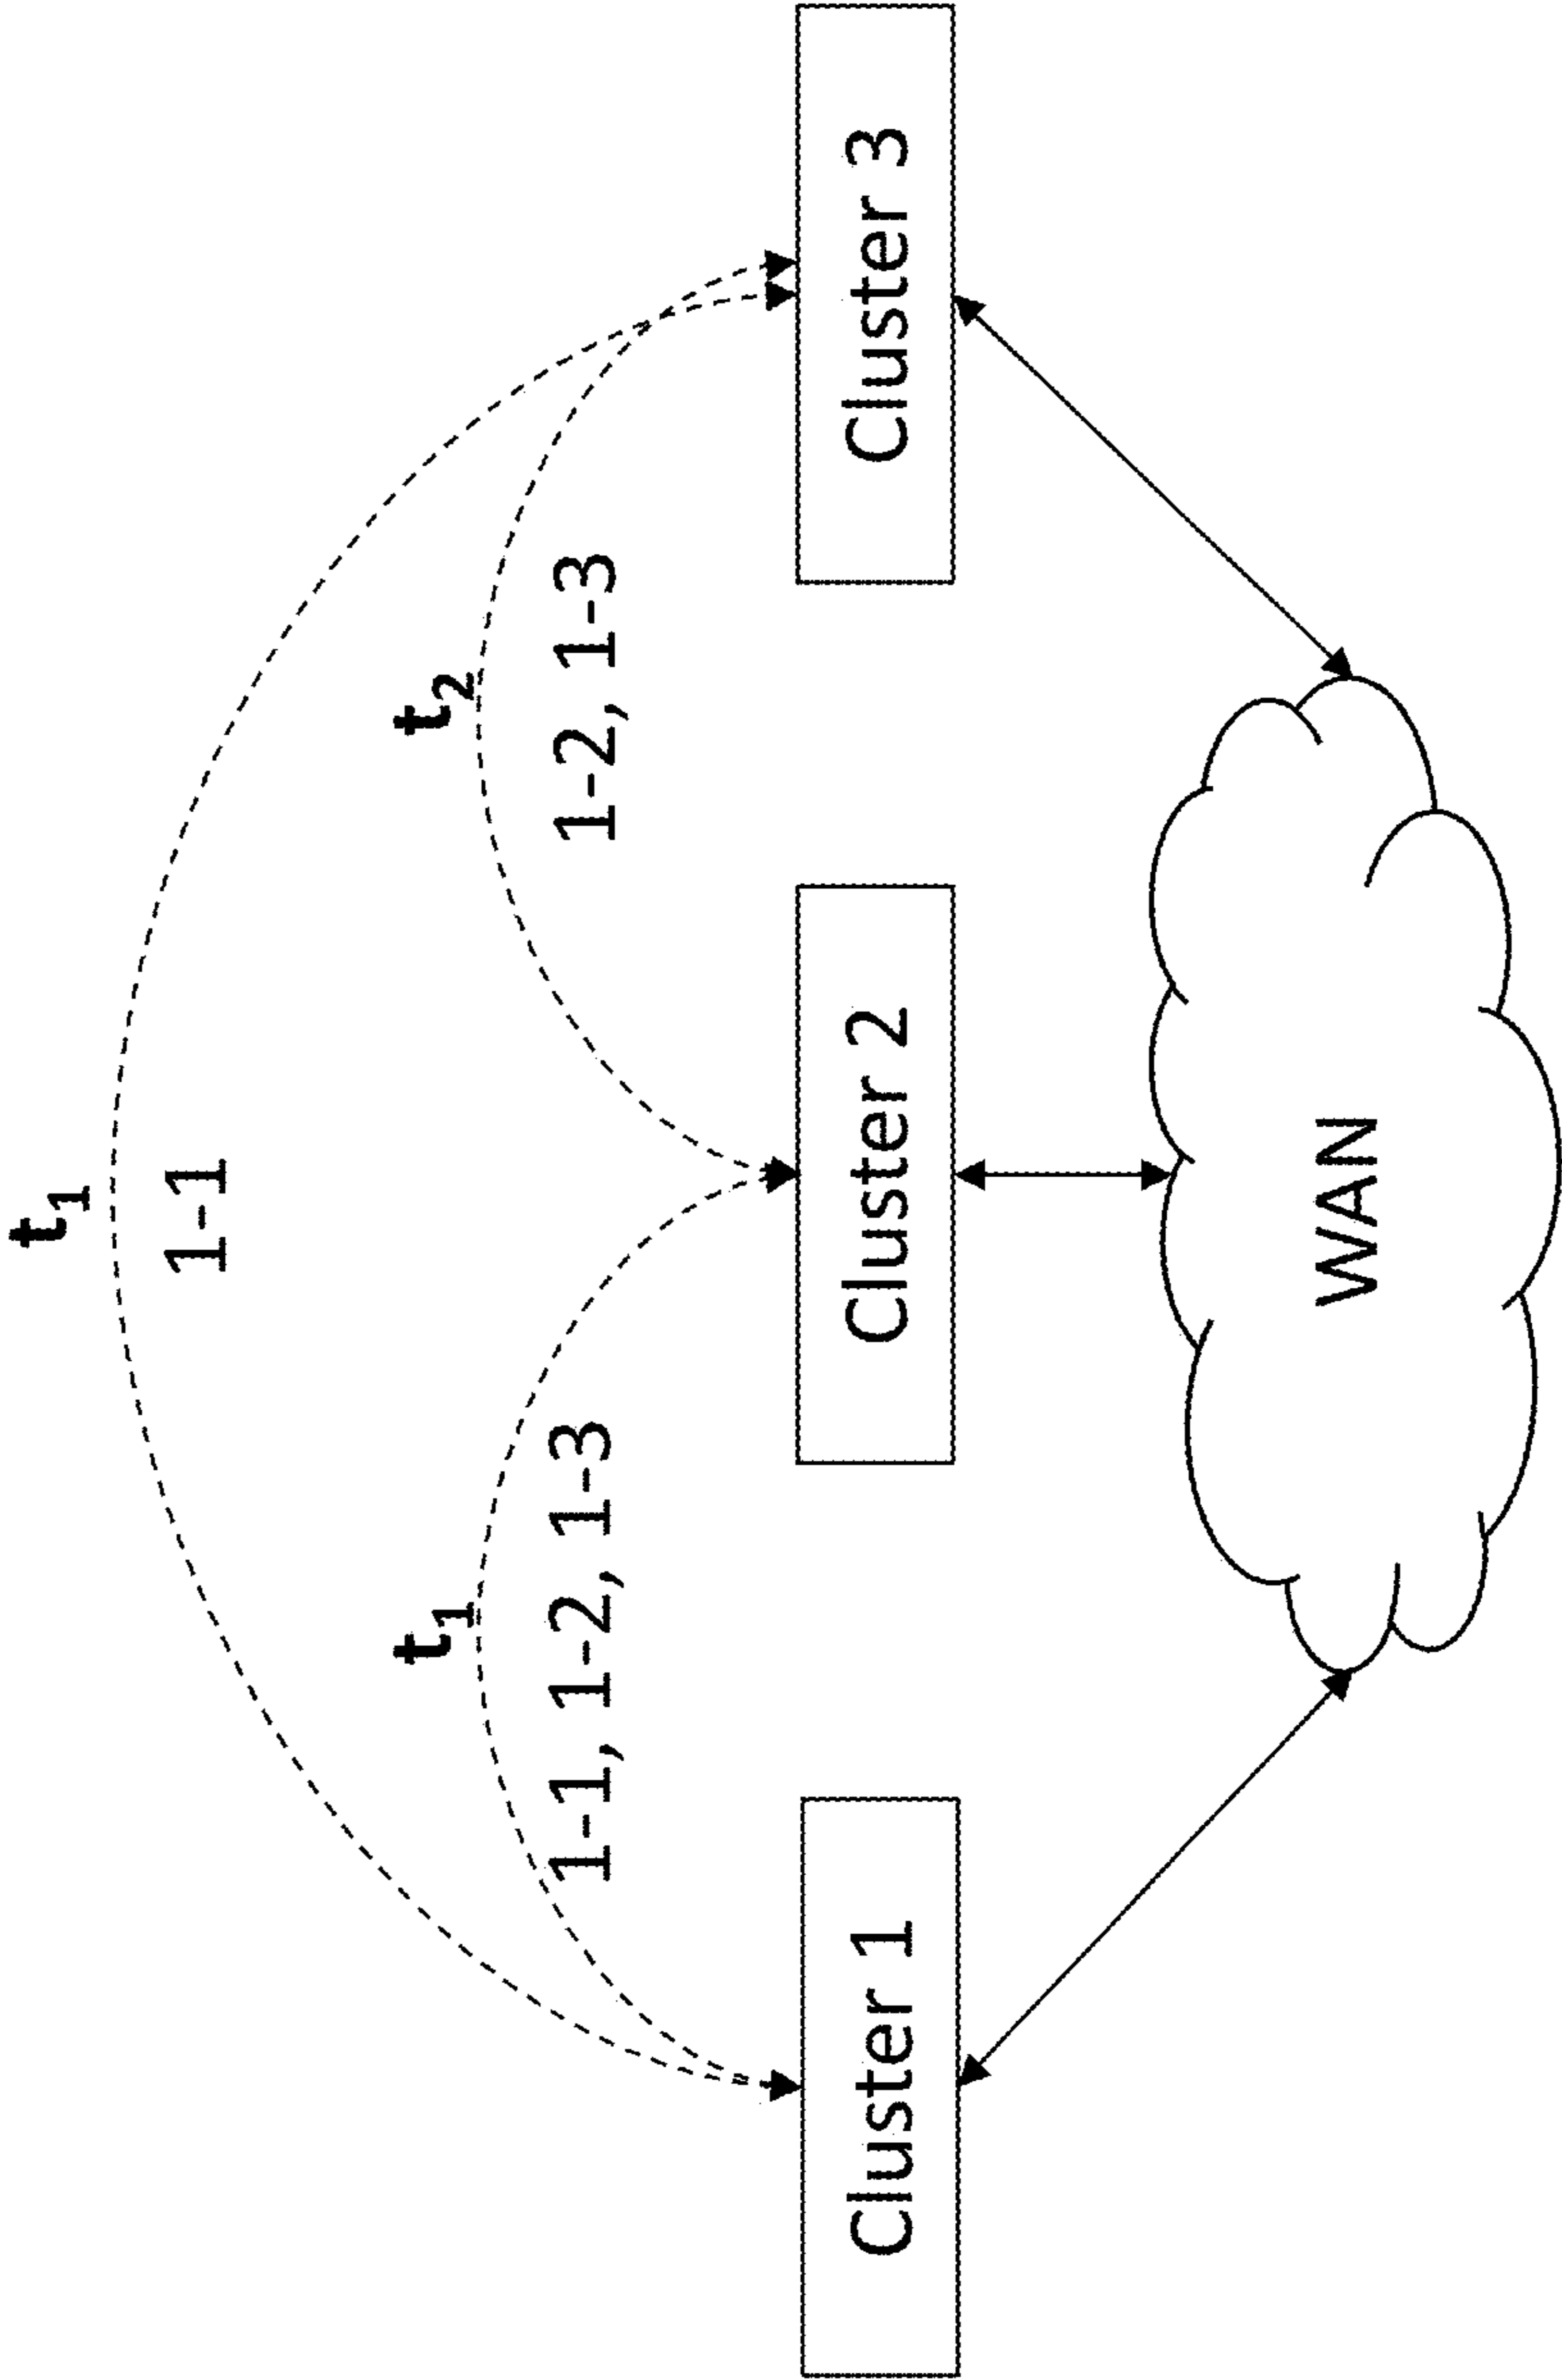 t1
1-1
t1
t2
1-1, 1-2, 1-3
1-2, 1-3
Cluster 1
Cluster 2
Cluster 3
WAN